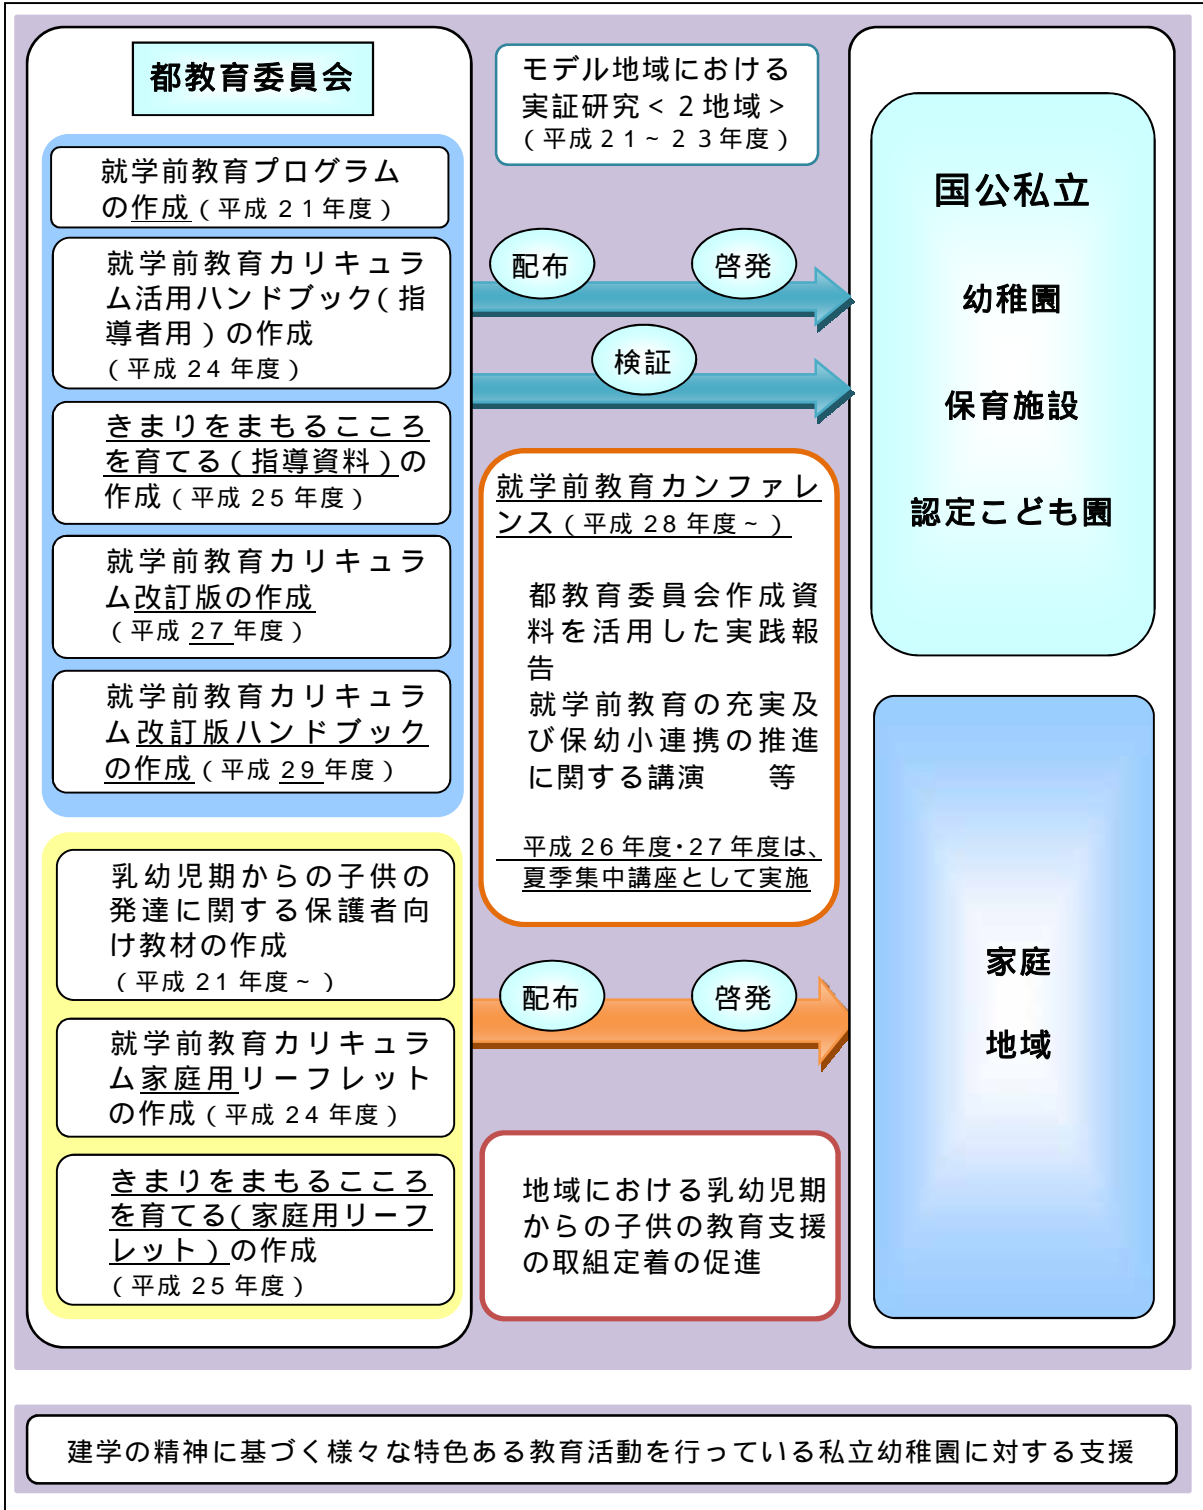 都教育委員会
就学前教育プログラム
の作成(平成21年度)
就学前教育カリキュラ
ム活用ハンドブック(指
導者用)の作成
(平成24年度)
きまりをまもるこころ
を育てる(指導資料)の
作成(平成25年度)
就学前教育カリキュラ
ム改訂版の作成
(平成27年度)
就学前教育カリキュラ
ム改訂版ハンドブック
の作成(平成29年度)
乳幼児期からの子供の
発達に関する保護者向
け教材の作成
(平成21年度~)
就学前教育カリキュラ
ム家庭用リーフレット
の作成(平成24年度)
きまりをまもるこころ
を育てる(家庭用リーフ
レット)の作成
(平成25年度)
モデル地域における
実証研究<2地域>
(平成21~23年度)
配布
啓発
検証
就学前教育カンファレ
ンス(平成28年度~)
都教育委員会作成資
料を活用した実践報
告
就学前教育の充実及
び保幼小連携の推進
に関する講演 等
平成26年度・27年度は、
夏季集中講座として実施
配布
啓発
地域における乳幼児期
からの子供の教育支援
の取組定着の促進
国公私立
幼稚園
保育施設
認定こども園
家庭
地域
建学の精神に基づく様々な特色ある教育活動を行っている私立幼稚園に対する支援